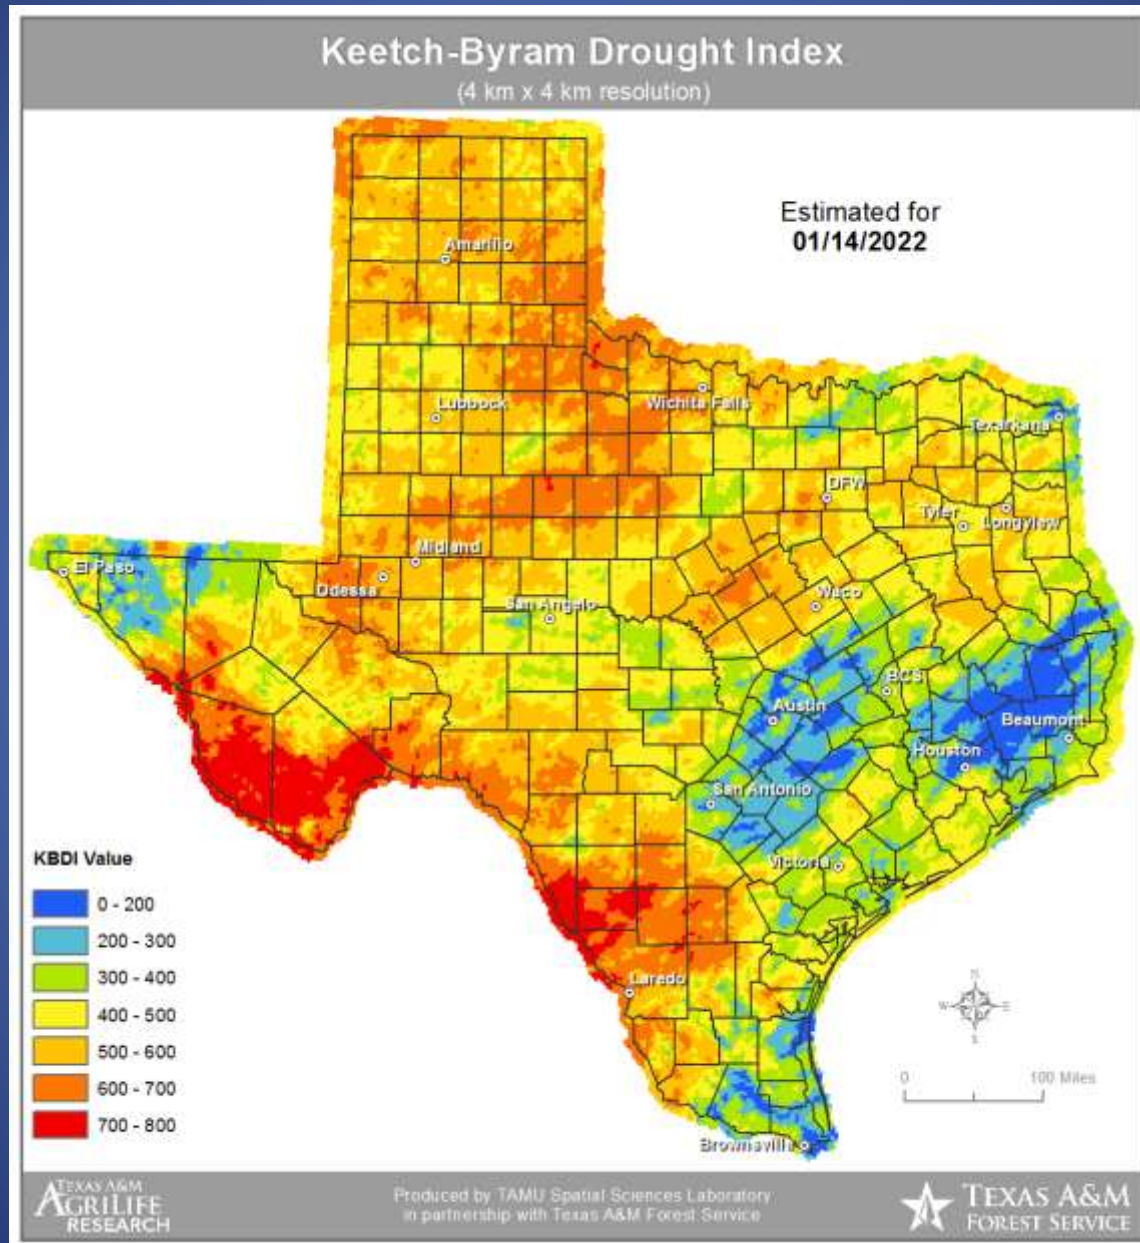 Keetch-Byram Drought Index
(4 km x 4 km resolution)
Estimated for
01/14/2022
Amarillo
Lubbock
Wichita Falls
Texarkana
DFW
Tyler
Longview
Midland
El Paso
Odessa
San Angelo
Waco
BCS
Austin
Beaumont
Houston
San Antonio
Victoria
Laredo
Brownsville
KBDI Value
0 - 200
200 - 300
300 - 400
400 - 500
500 - 600
600 - 700
700 - 800
N
W
E
S
0
100 Miles
TEXAS A&M
AGRILIFE
RESEARCH
Produced by TAMU Spatial Sciences Laboratory
in partnership with Texas A&M Forest Service
TEXAS A&M
FOREST SERVICE